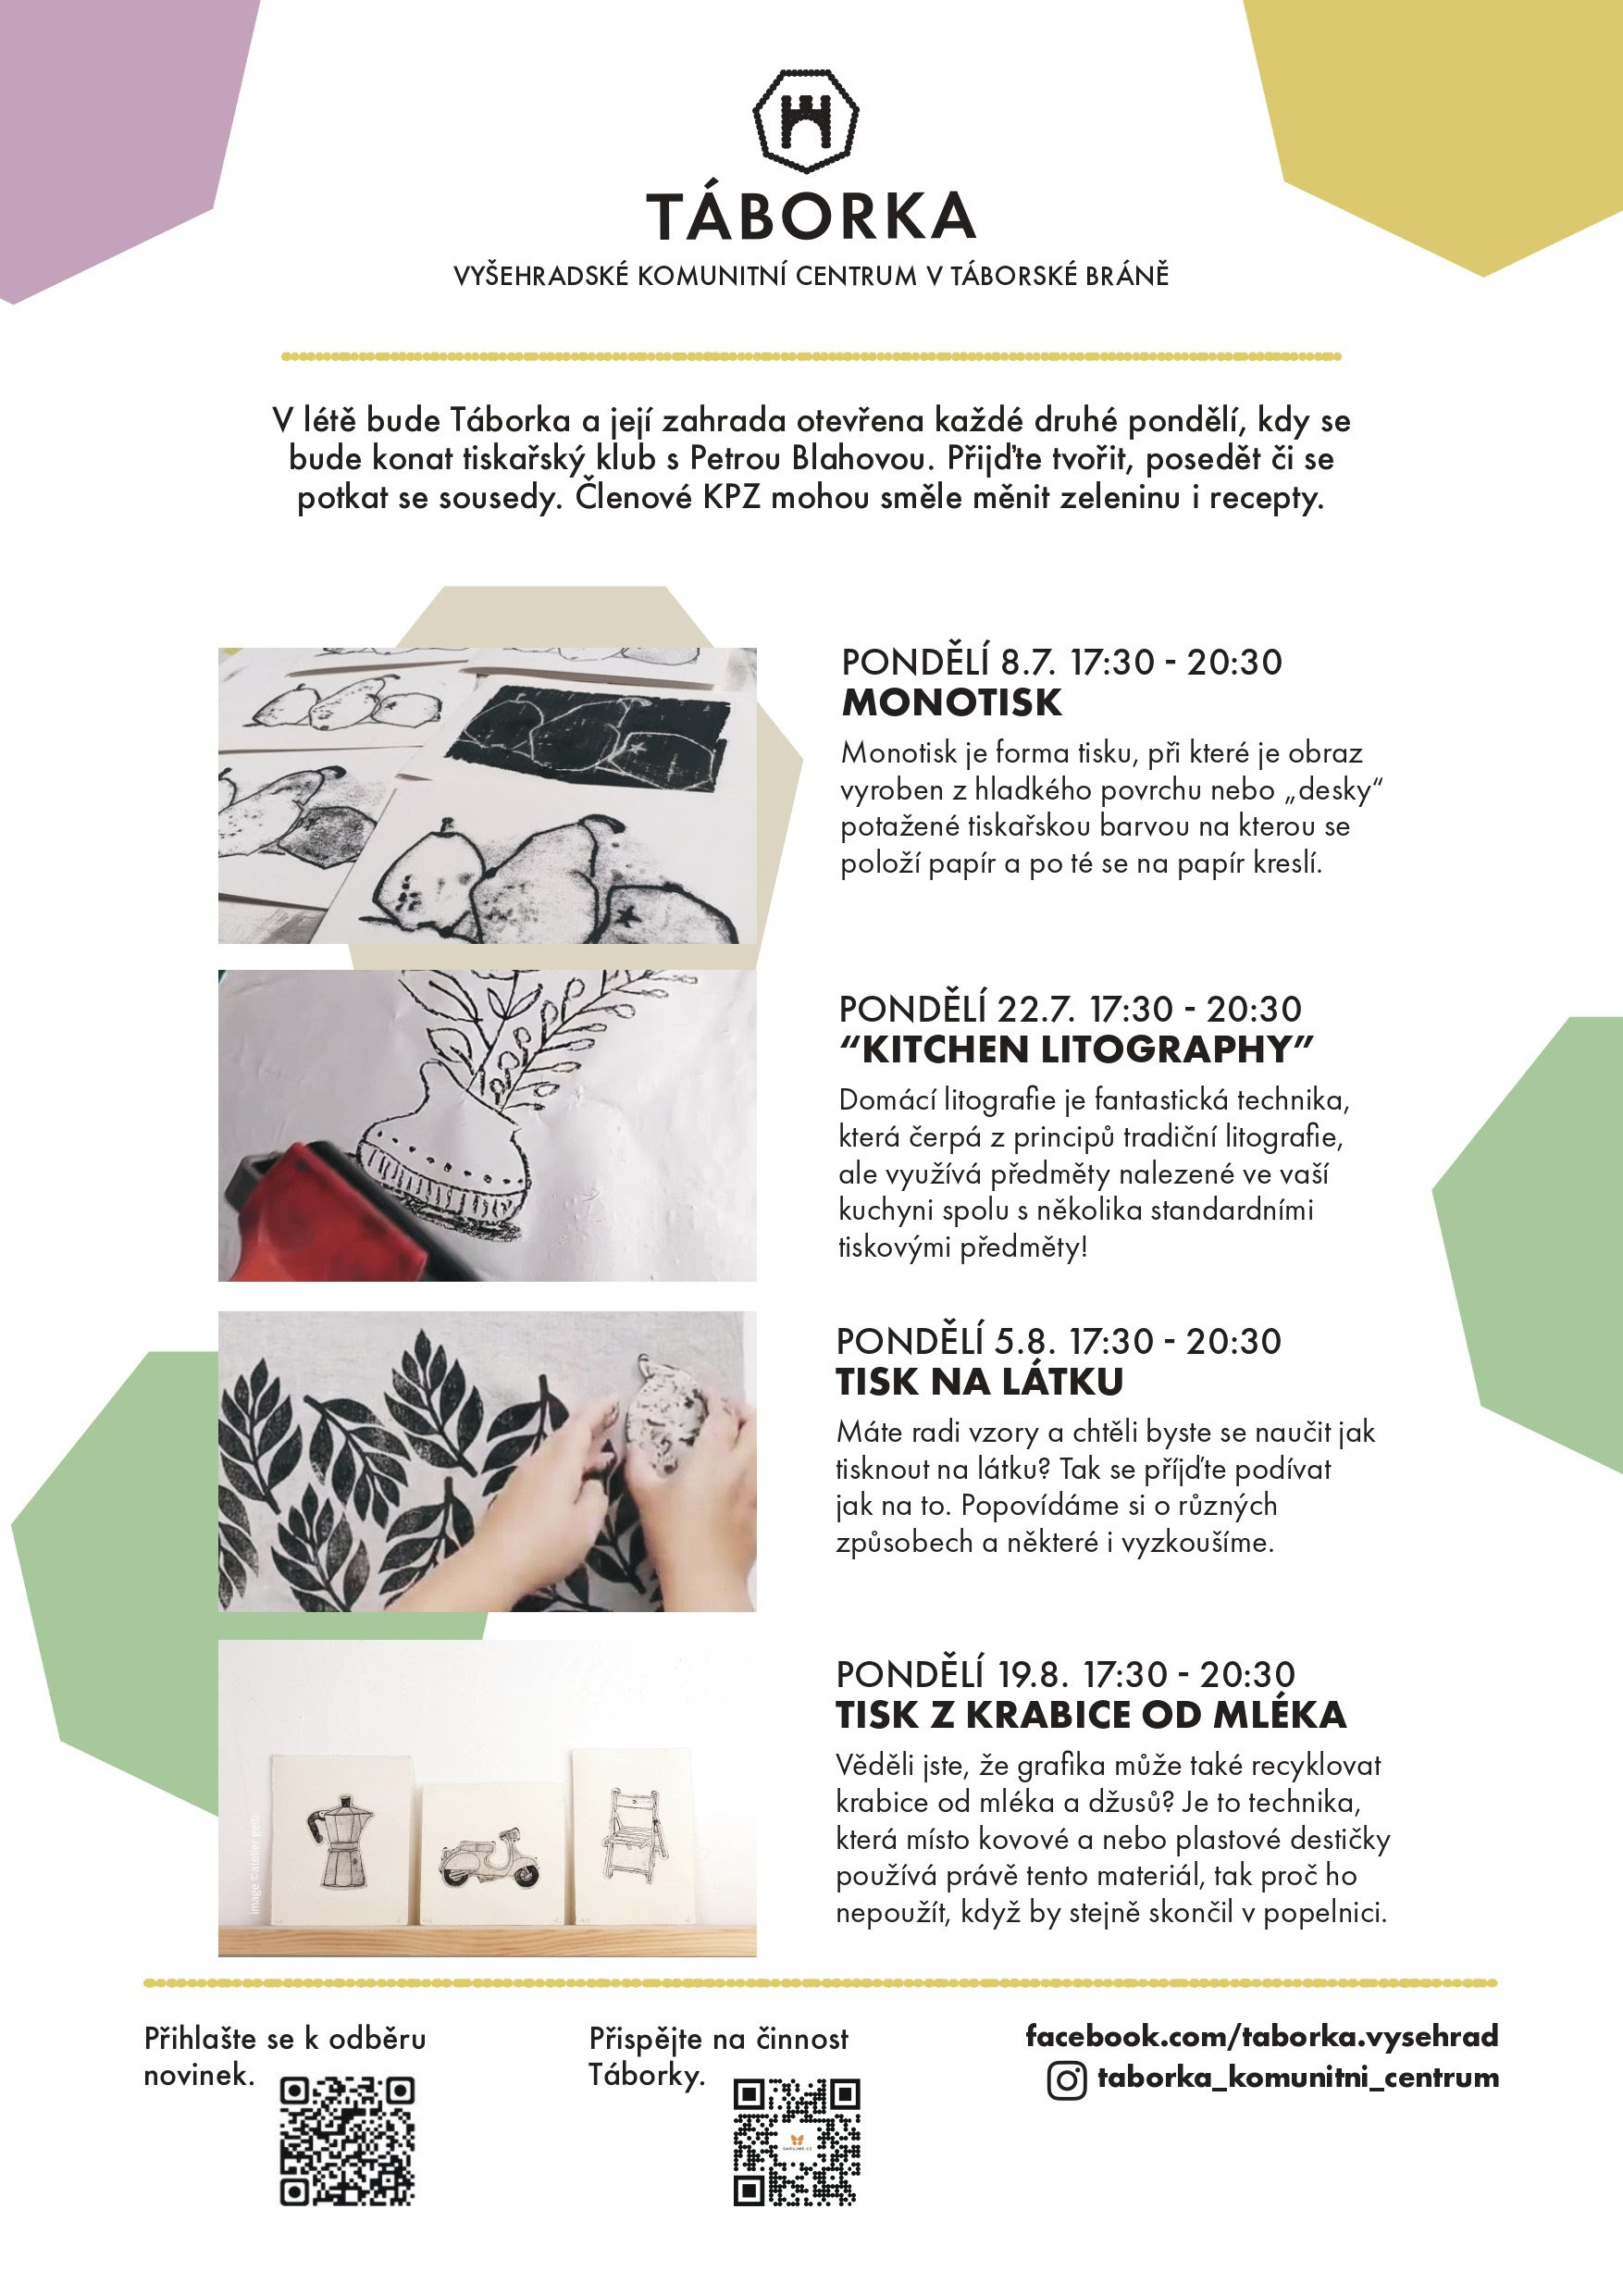 TÁBORKA
VYŠEHRADSKÉ KOMUNITNÍ CENTRUM V TÁBORSKÉ BRÁNĚ
V létě bude Táborka a její zahrada otevřena každé druhé pondělí, kdy se
bude konat tiskařský klub s Petrou Blahovou. Přijďte tvořit, posedět či se
potkat se sousedy. Členové KPZ mohou směle měnit zeleninu i recepty.
PONDĚLÍ 8.7. 17:30 - 20:30
MONOTISK
Monotisk je forma tisku, při které je obraz
vyroben z hladkého povrchu nebo „desky“
potažené tiskařskou barvou na kterou se
položí papír a po té se na papír kreslí.
PONDĚLÍ 22.7. 17:30 - 20:30
“KITCHEN LITOGRAPHY”
Domácí litografie je fantastická technika,
která čerpá z principů tradiční litografie,
ale využívá předměty nalezené ve vaší
kuchyni spolu s několika standardními
tiskovými předměty!
PONDĚLÍ 5.8. 17:30 - 20:30
TISK NA LÁTKU
Máte radi vzory a chtěli byste se naučit jak
tisknout na látku? Tak se příjďte podívat
jak na to. Popovídáme si o různých
způsobech a některé i vyzkoušíme.
PONDĚLÍ 19.8. 17:30 - 20:30
TISK Z KRABICE OD MLÉKA
Věděli jste, že grafika může také recyklovat
krabice od mléka a džusů? Je to technika,
která místo kovové a nebo plastové destičky
používá právě tento materiál, tak proč ho
nepoužít, když by stejně skončil v popelnici.
image ©atelier gelb
Přihlašte se k odběru
novinek.
Přispějte na činnost
Táborky.
DARUJME.CZ
facebook.com/taborka.vysehrad
taborka_komunitni_centrum